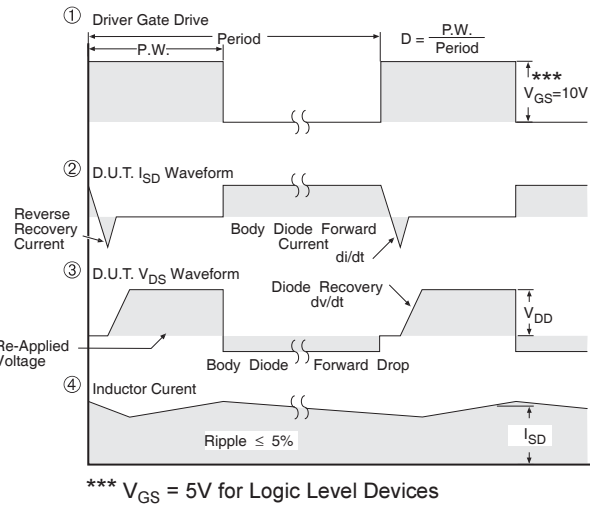 ① Driver Gate Drive
P.W.
Period
D = P.W. / Period
***
VGS=10V
② D.U.T. ISD Waveform
Reverse
Recovery
Current
Body Diode Forward
Current
di/dt
③ D.U.T. VDS Waveform
Diode Recovery
dv/dt
VDD
Re-Applied
Voltage
Body Diode
Forward Drop
④ Inductor Curent
Ripple ≤ 5%
ISD
*** VGS = 5V for Logic Level Devices